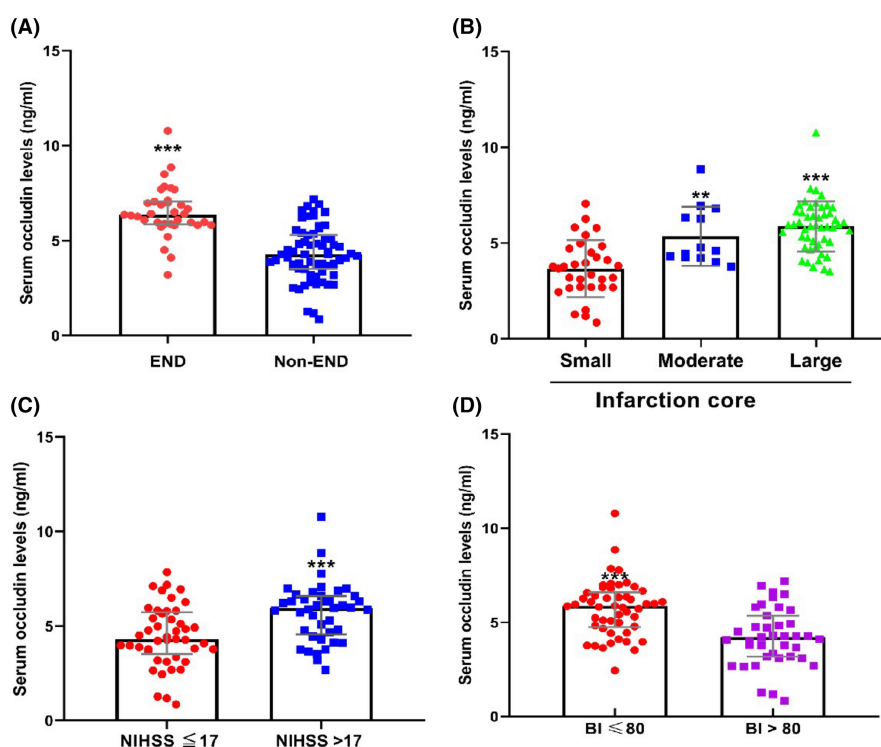 (A)
Serum occludin levels (ng/ml)
15
10
5
0
***
END
Non-END
(B)
Serum occludin levels (ng/ml)
15
10
5
0
**
***
Small
Moderate
Large
Infarction core
(C)
Serum occludin levels (ng/ml)
15
10
5
0
***
NIHSS ≦17
NIHSS >17
(D)
Serum occludin levels (ng/ml)
15
10
5
0
***
BI ⩽ 80
BI > 80